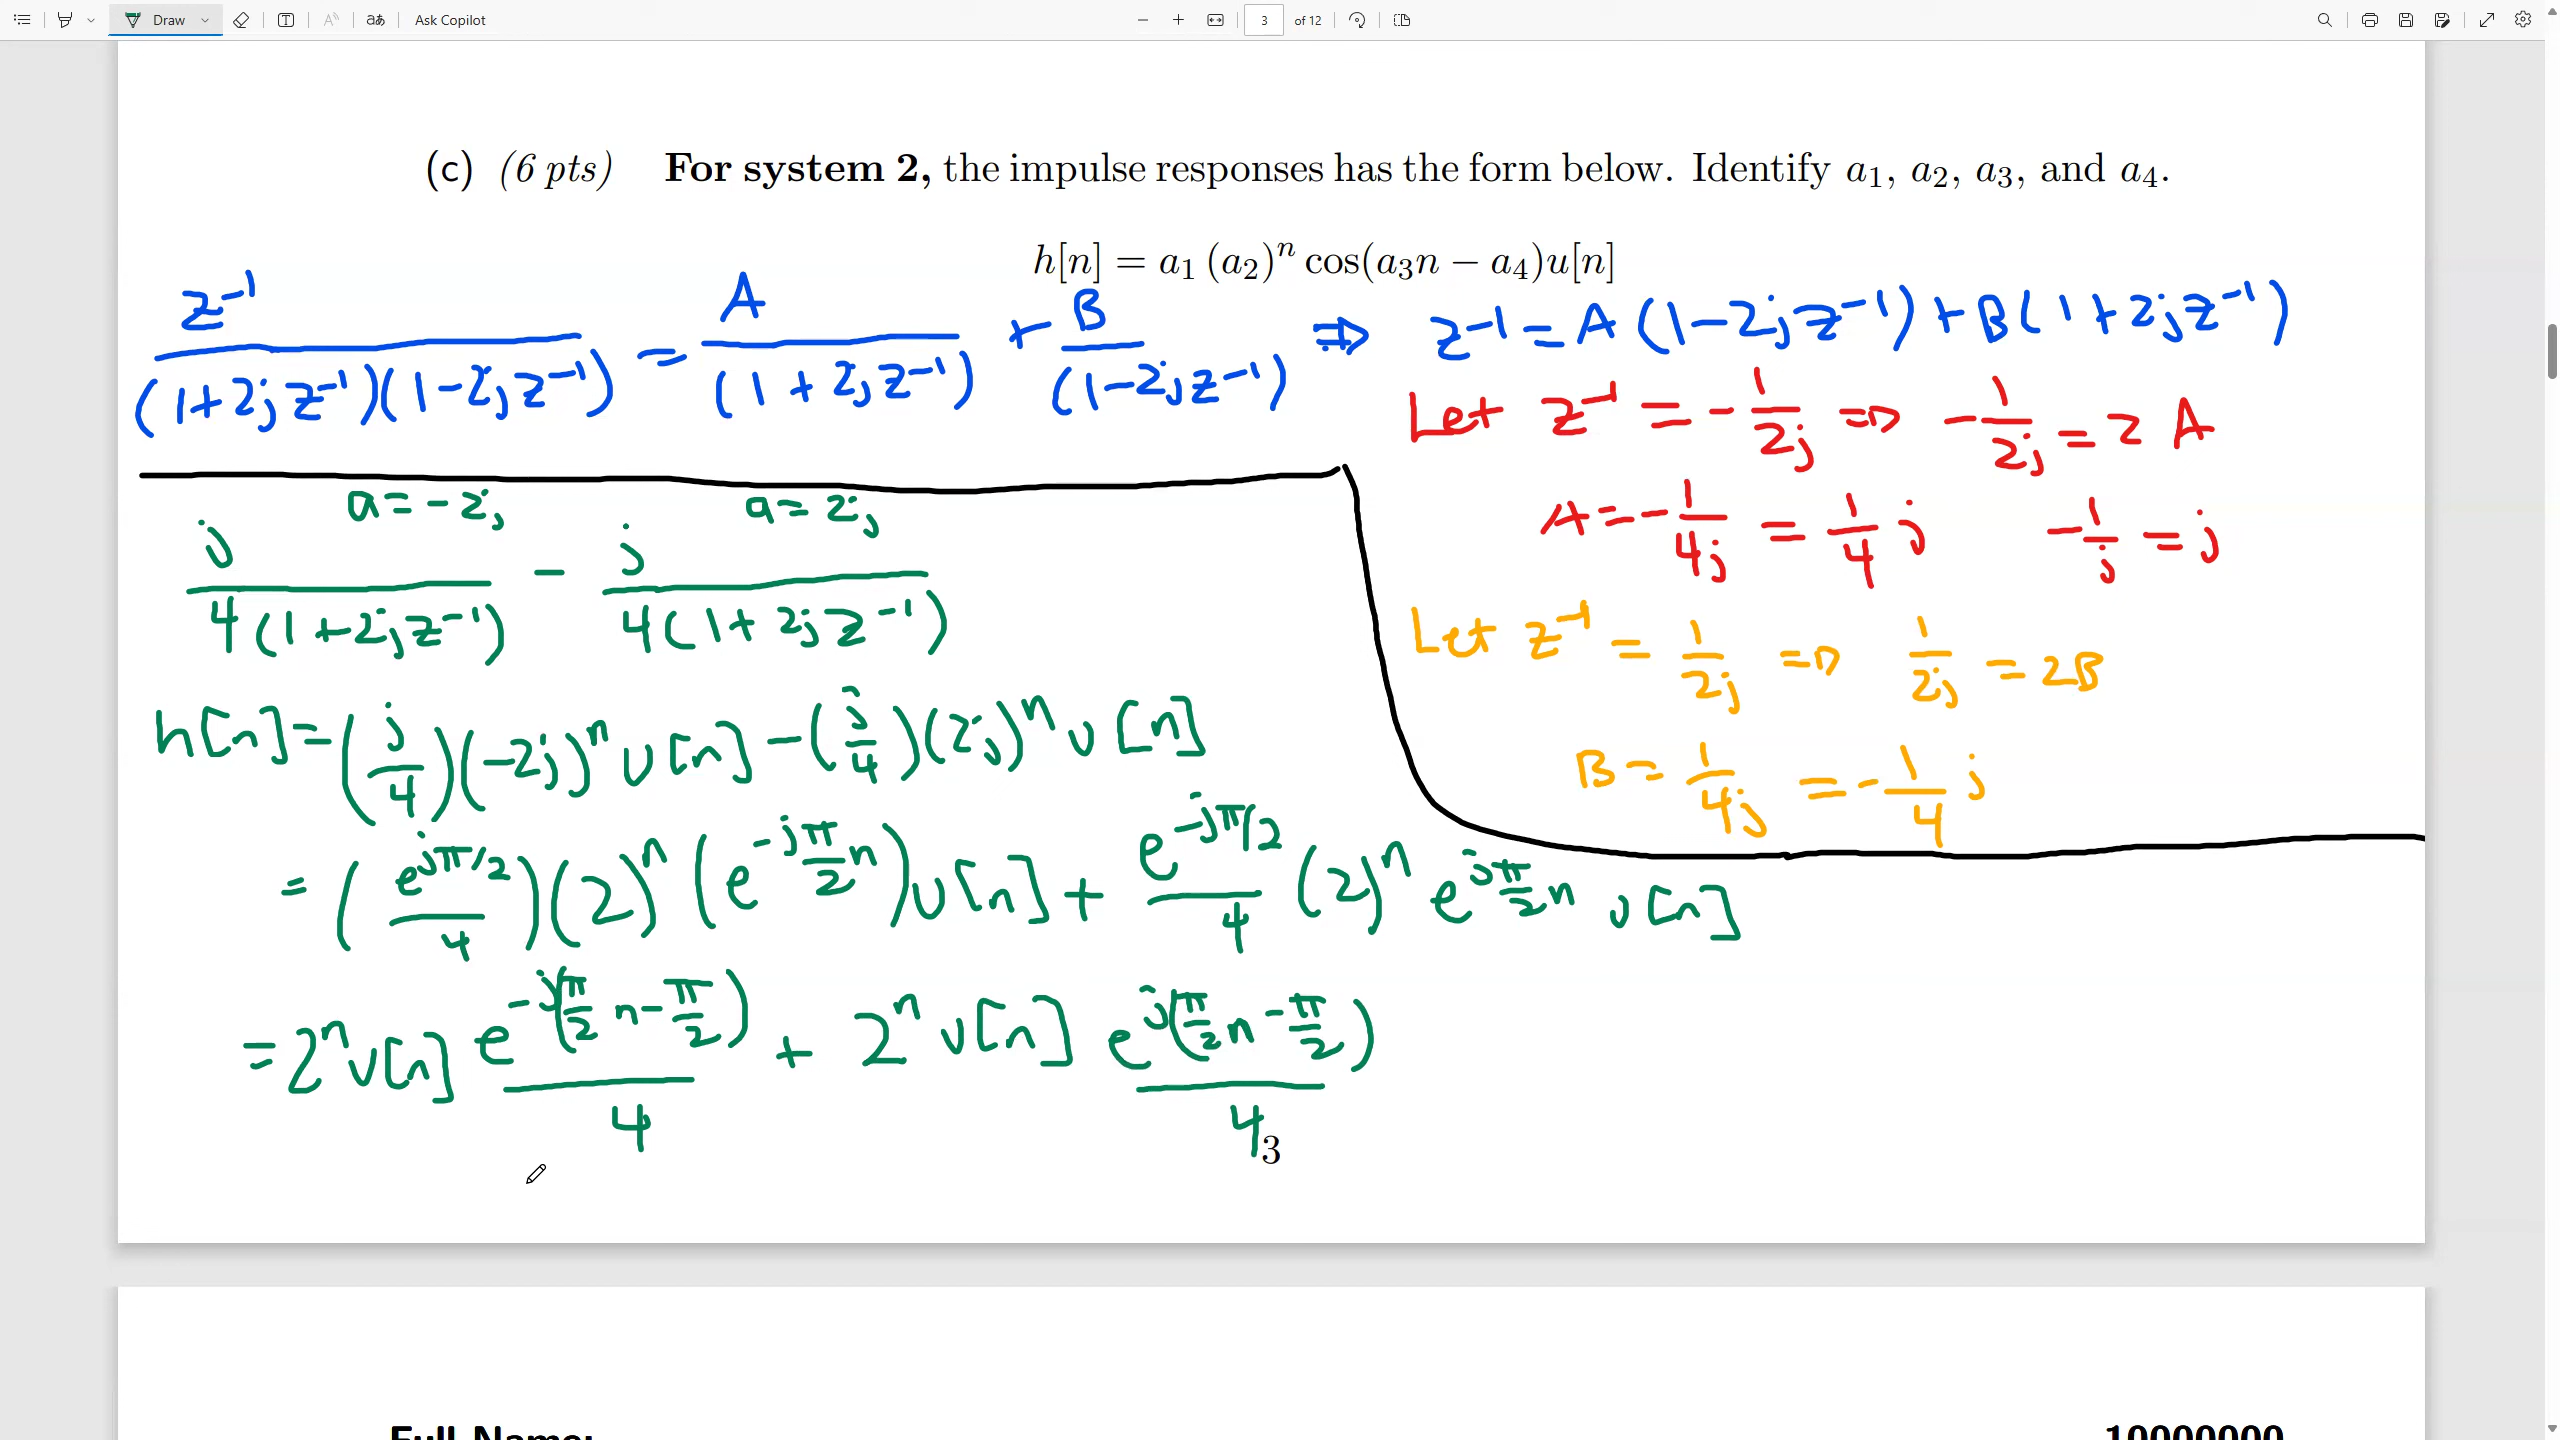 Draw aあ Ask Copilot 3 of 12
(c) (6 pts) For system 2, the impulse responses has the form below. Identify a₁, a₂, a₃, and a₄.
h[n] = a₁ (a₂)ⁿ cos(a₃n − a₄)u[n]
z⁻¹ / ((1+2jz⁻¹)(1−2jz⁻¹)) = A / (1+2jz⁻¹) + B / (1−2jz⁻¹) ⇒ z⁻¹ = A(1−2jz⁻¹) + B(1+2jz⁻¹)
Let z⁻¹ = −1/2j ⇒ −1/2j = 2A
A = −1/4j = 1/4 j −1/j = j
Let z⁻¹ = 1/2j ⇒ 1/2j = 2B
B = 1/4j = −1/4 j
a = −2j a = 2j
j / 4(1+2jz⁻¹) − j / 4(1+2jz⁻¹)
h[n] = (j/4)(−2j)ⁿ u[n] − (j/4)(2j)ⁿ u[n]
= (e^{jπ/2} / 4)(2)ⁿ (e^{−jπ/2 n}) u[n] + e^{−jπ/2} / 4 (2)ⁿ e^{jπ/2 n} u[n]
= 2ⁿ u[n] e^{−j(π/2 n − π/2)} / 4 + 2ⁿ u[n] e^{j(π/2 n − π/2)} / 4
3